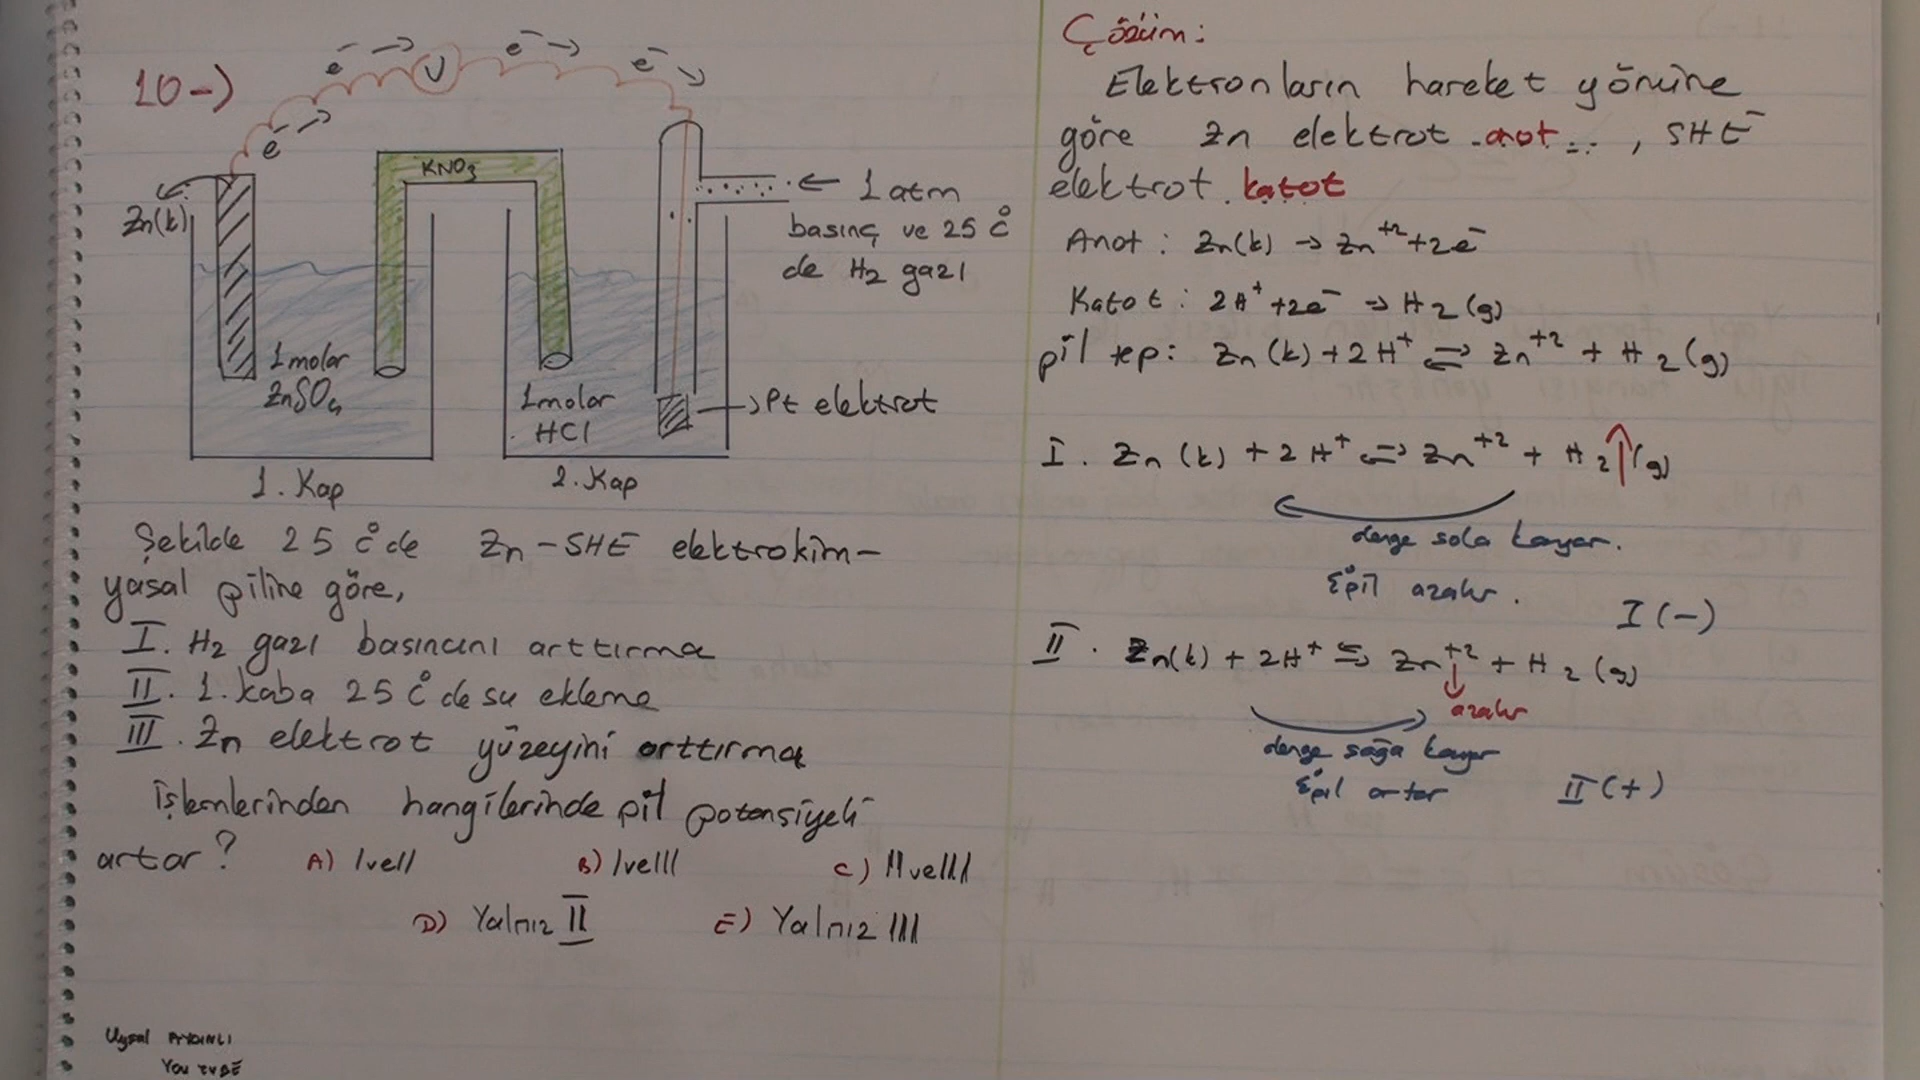 10-)
e⁻ →
e⁻ →
V
e⁻ →
e⁻ →
Zn(k)
KNO₃
← 1 atm
basınç ve 25 °C
de H₂ gazı
1 molar
ZnSO₄
1 molar
HCl
→ Pt elektrot
1. Kap
2. Kap
Şekilde 25 °C de Zn-SHE elektrokim-
yasal piline göre,
I. H₂ gazı basıncını arttırma
II. 1. kaba 25 °C de su ekleme
III. Zn elektrot yüzeyini arttırma
işlemlerinden hangilerinde pil potansiyeli
artar? A) I ve II B) I ve III C) II ve III
D) Yalnız II E) Yalnız III
Uysal AYDINLI
YouTUBE
Çözüm:
Elektronların hareket yönüne
göre Zn elektrot anot, SHE
elektrot katot
Anot: Zn(k) → Zn⁺² + 2e⁻
Katot: 2H⁺ + 2e⁻ → H₂(g)
pil tep: Zn(k) + 2H⁺ ⇌ Zn⁺² + H₂(g)
I. Zn(k) + 2H⁺ ⇌ Zn⁺² + H₂↑(g)
denge sola kayar.
Epil azalır.
I (-)
II. Zn(k) + 2H⁺ ⇌ Zn⁺² + H₂(g)
azalır
denge sağa kayar
Epil artar
II (+)